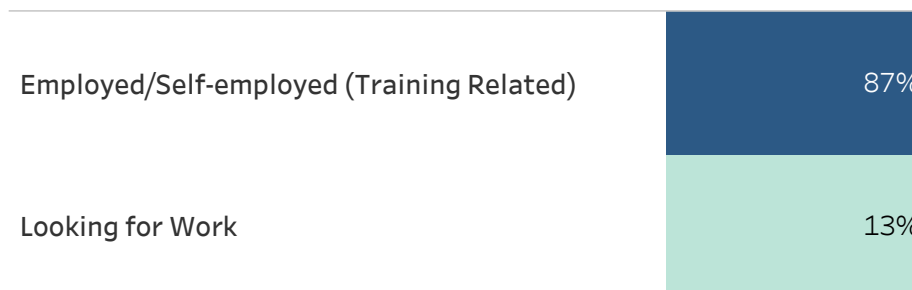 Employed/Self-employed (Training Related) 87%
Looking for Work 13%